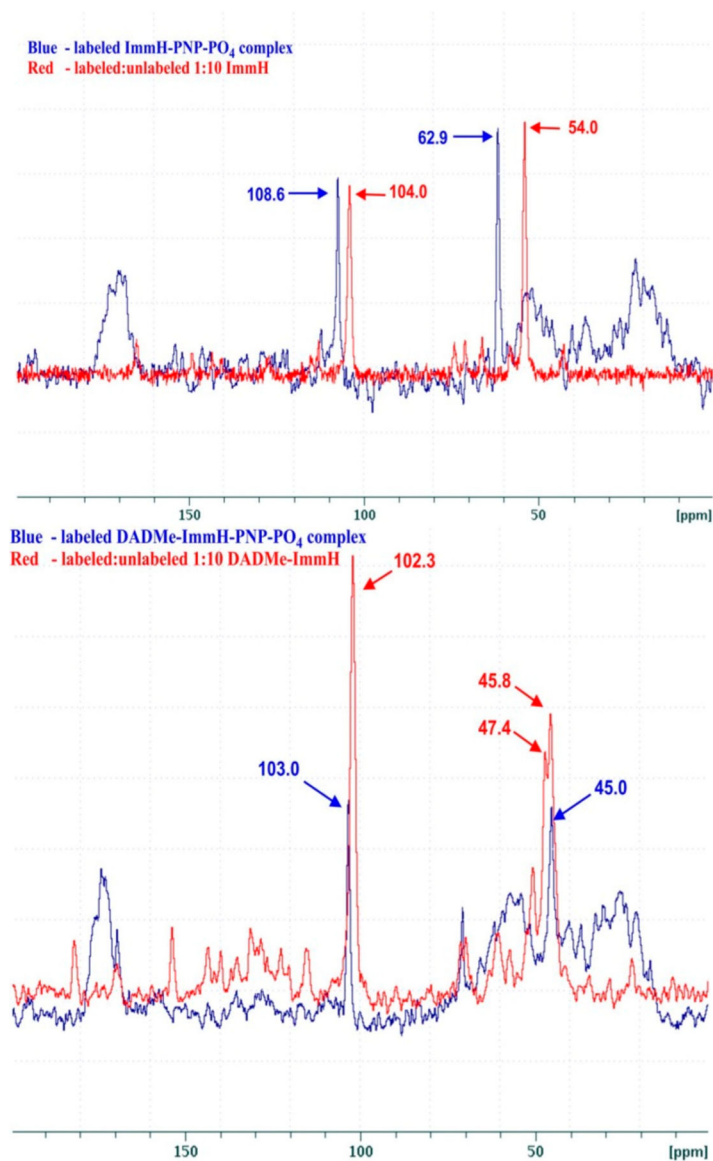 Blue - labeled ImmH-PNP-PO₄ complex
Red - labeled:unlabeled 1:10 ImmH
62.9
54.0
108.6
104.0
150
100
50
[ppm]
Blue - labeled DADMe-ImmH-PNP-PO₄ complex
Red - labeled:unlabeled 1:10 DADMe-ImmH
102.3
45.8
47.4
103.0
45.0
150
100
50
[ppm]